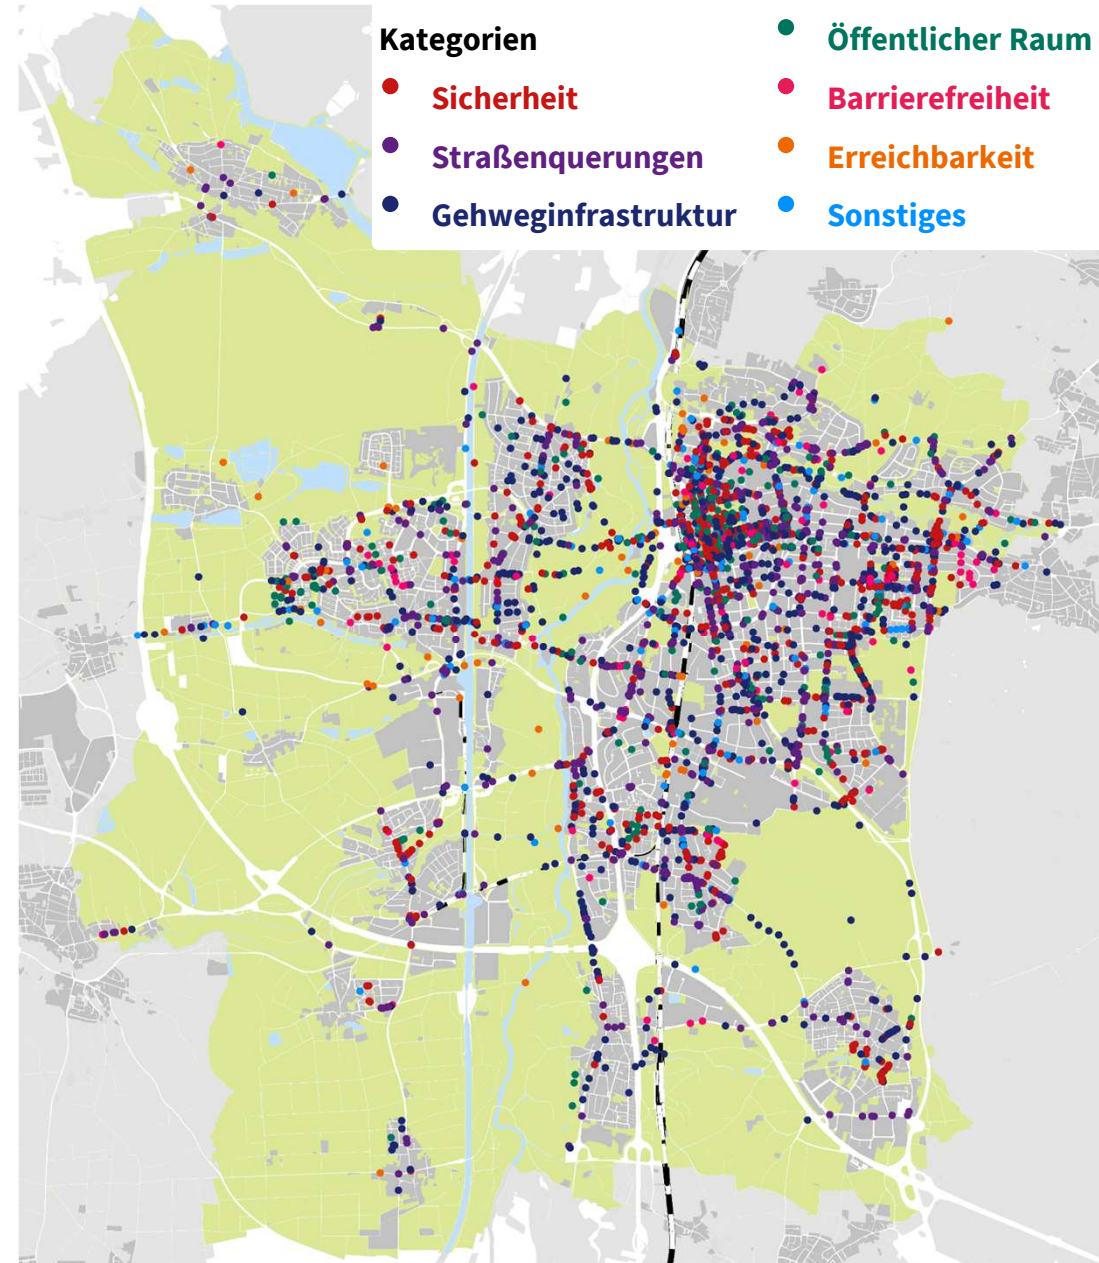 Kategorien
Sicherheit
Straßenquerungen
Gehweginfrastruktur
Öffentlicher Raum
Barrierefreiheit
Erreichbarkeit
Sonstiges